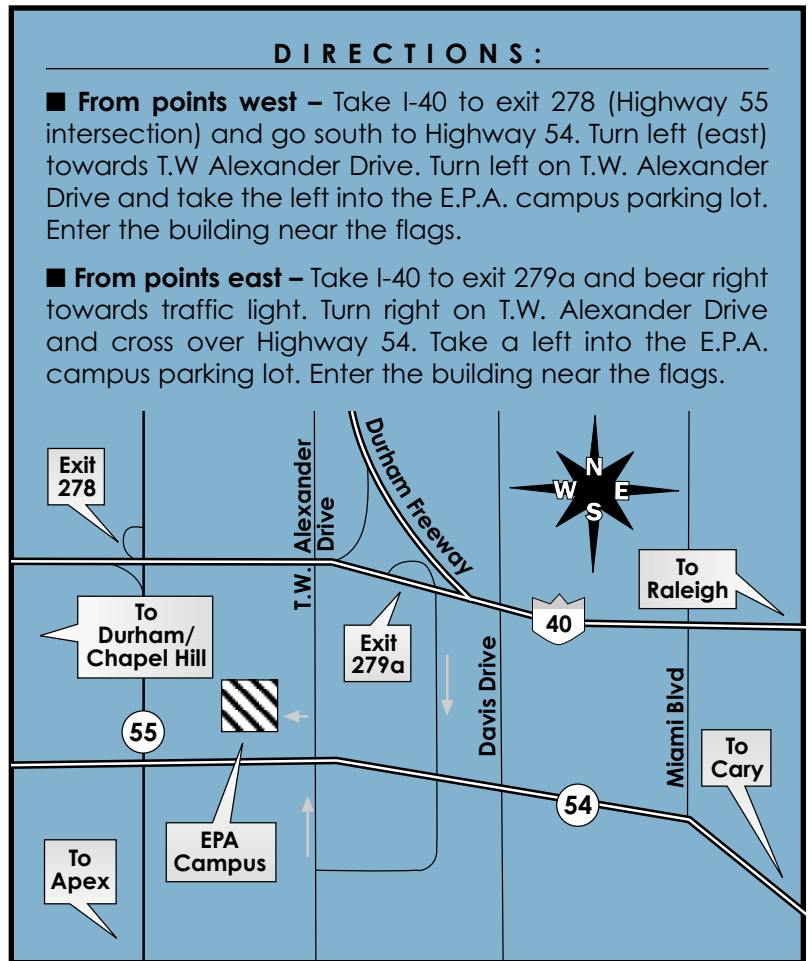 DIRECTIONS:
■ From points west – Take I-40 to exit 278 (Highway 55
intersection) and go south to Highway 54. Turn left (east)
towards T.W Alexander Drive. Turn left on T.W. Alexander
Drive and take the left into the E.P.A. campus parking lot.
Enter the building near the flags.
■ From points east – Take I-40 to exit 279a and bear right
towards traffic light. Turn right on T.W. Alexander Drive
and cross over Highway 54. Take a left into the E.P.A.
campus parking lot. Enter the building near the flags.
Exit
278
T.W. Alexander
Drive
Durham Freeway
N
W E
S
To
Raleigh
To
Durham/
Chapel Hill
Exit
279a
40
Davis Drive
Miami Blvd
55
To
Cary
54
EPA
Campus
To
Apex